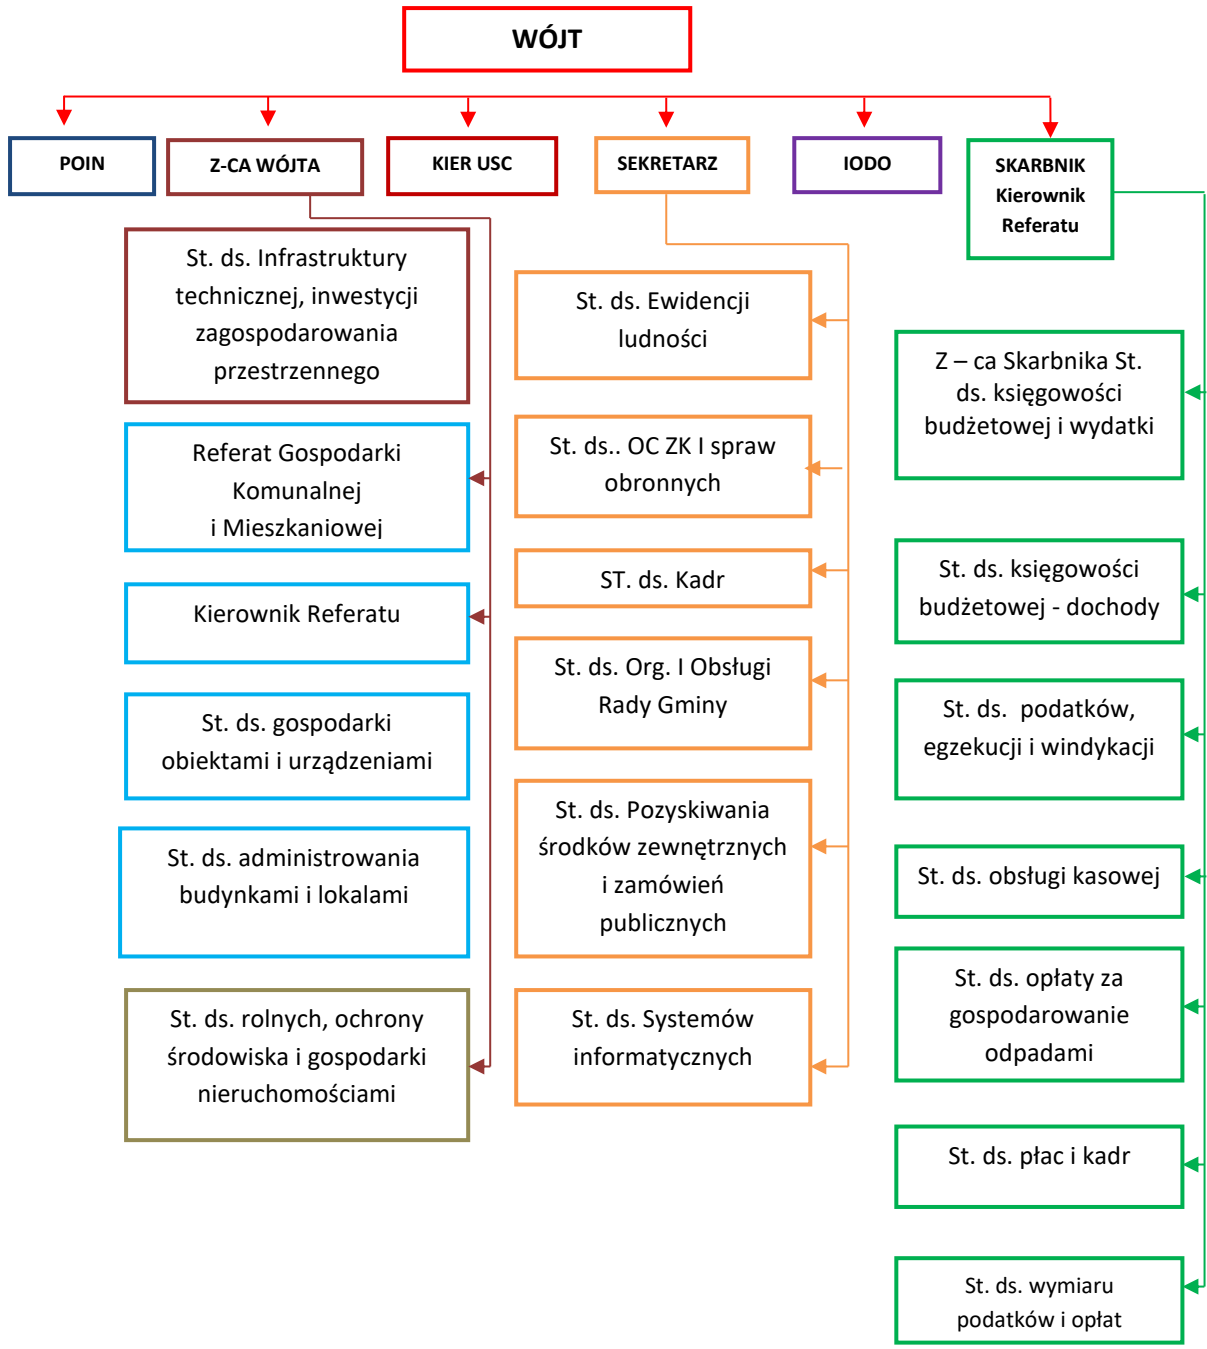 WÓJT
POIN
Z-CA WÓJTA
KIER USC
SEKRETARZ
IODO
SKARBNIK
Kierownik
Referatu
St. ds. Infrastruktury
technicznej, inwestycji
zagospodarowania
przestrzennego
Referat Gospodarki
Komunalnej
i Mieszkaniowej
Kierownik Referatu
St. ds. gospodarki
obiektami i urządzeniami
St. ds. administrowania
budynkami i lokalami
St. ds. rolnych, ochrony
środowiska i gospodarki
nieruchomościami
St. ds. Ewidencji
ludności
St. ds.. OC ZK I spraw
obronnych
ST. ds. Kadr
St. ds. Org. I Obsługi
Rady Gminy
St. ds. Pozyskiwania
środków zewnętrznych
i zamówień
publicznych
St. ds. Systemów
informatycznych
Z – ca Skarbnika St.
ds. księgowości
budżetowej i wydatki
St. ds. księgowości
budżetowej - dochody
St. ds.  podatków,
egzekucji i windykacji
St. ds. obsługi kasowej
St. ds. opłaty za
gospodarowanie
odpadami
St. ds. płac i kadr
St. ds. wymiaru
podatków i opłat